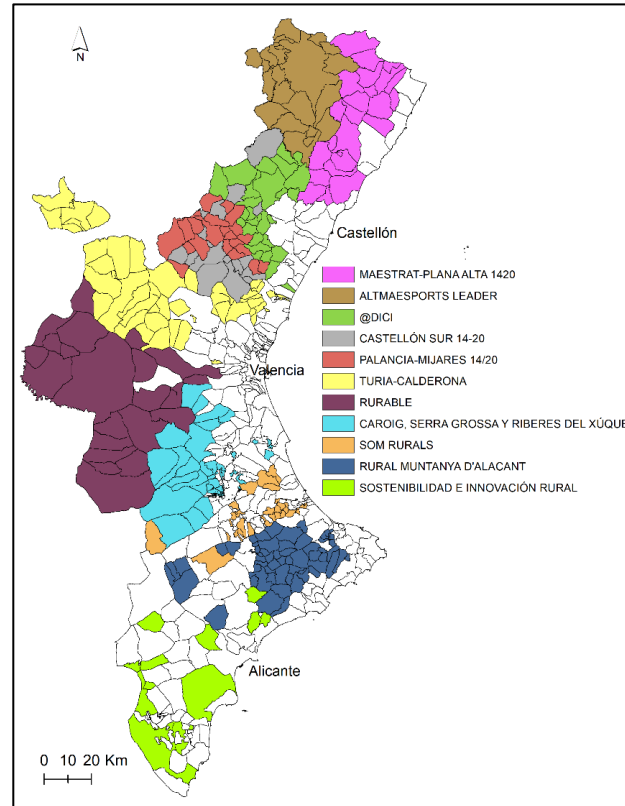 N
Castellón
MAESTRAT-PLANA ALTA 1420
ALTMAESPORTS LEADER
@DICI
CASTELLÓN SUR 14-20
PALANCIA-MIJARES 14/20
TURIA-CALDERONA
Valencia
RURABLE
CAROIG, SERRA GROSSA Y RIBERES DEL XÚQUE
SOM RURALS
RURAL MUNTANYA D'ALACANT
SOSTENIBILIDAD E INNOVACIÓN RURAL
Alicante
0 10 20 Km